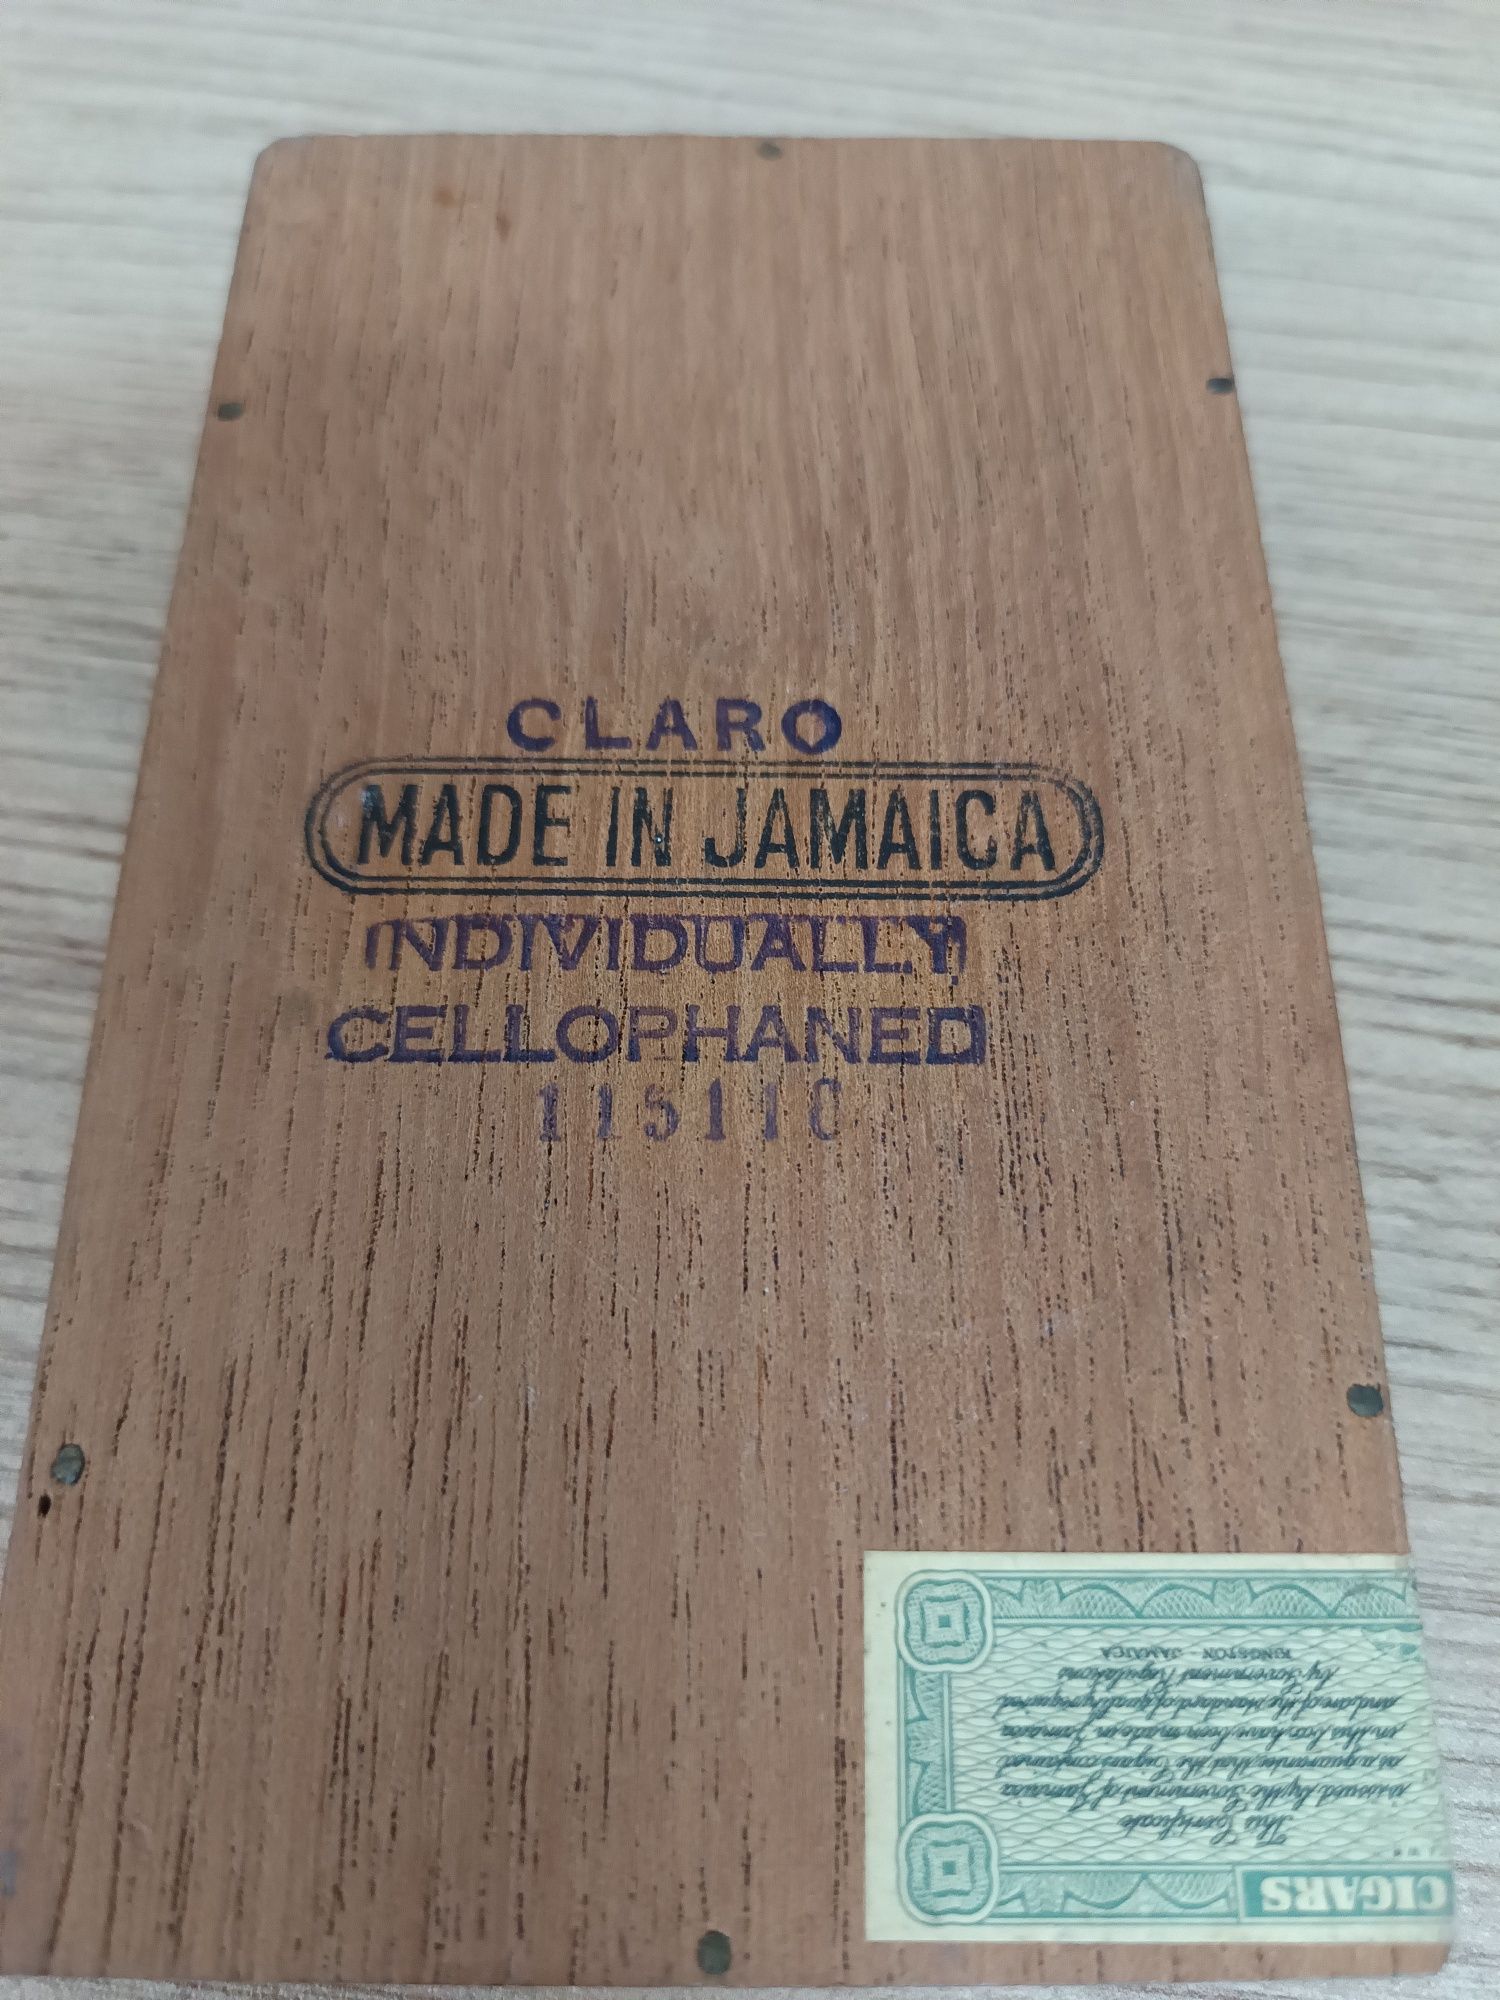 CLARO
MADE IN JAMAICA
INDIVIDUALLY
CELLOPHANED
CIGARS
This Certificate
is issued by the Government of Jamaica
as a guarantee that the Cigars contained
in this box have been made in Jamaica
and are of the standard of quality required
by Government Regulations
KINGSTON - JAMAICA